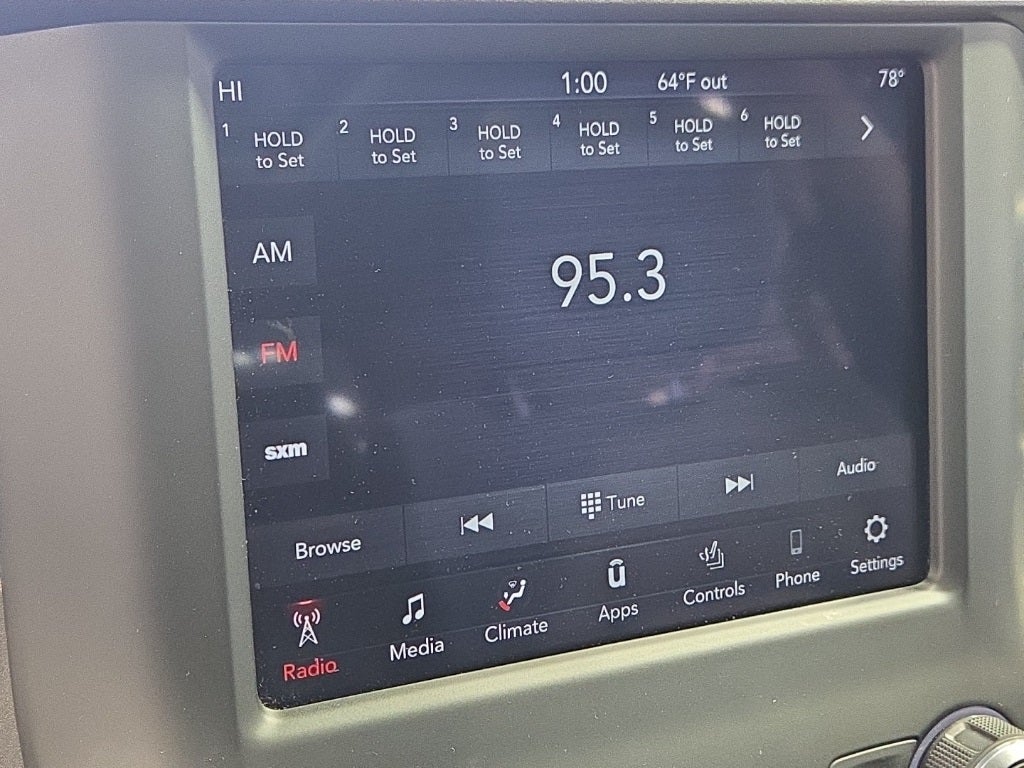 HI 1:00 64°F out 78°
1 HOLD to Set
2 HOLD to Set
3 HOLD to Set
4 HOLD to Set
5 HOLD to Set
6 HOLD to Set
AM
95.3
FM
sxm
Browse Tune Audio
Radio Media Climate Apps Controls Phone Settings